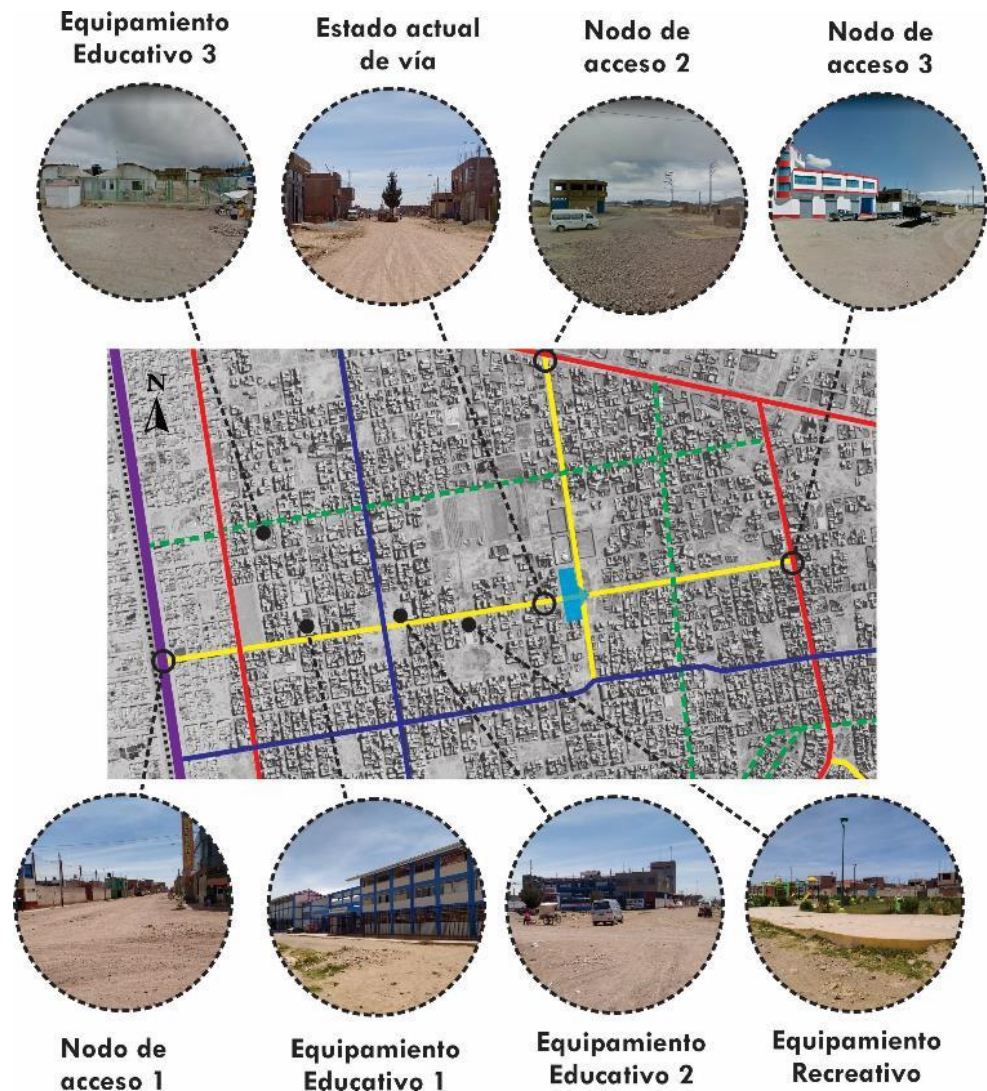 Equipamiento
Educativo 3
Estado actual
de vía
Nodo de
acceso 2
Nodo de
acceso 3
N
Nodo de
acceso 1
Equipamiento
Educativo 1
Equipamiento
Educativo 2
Equipamiento
Recreativo